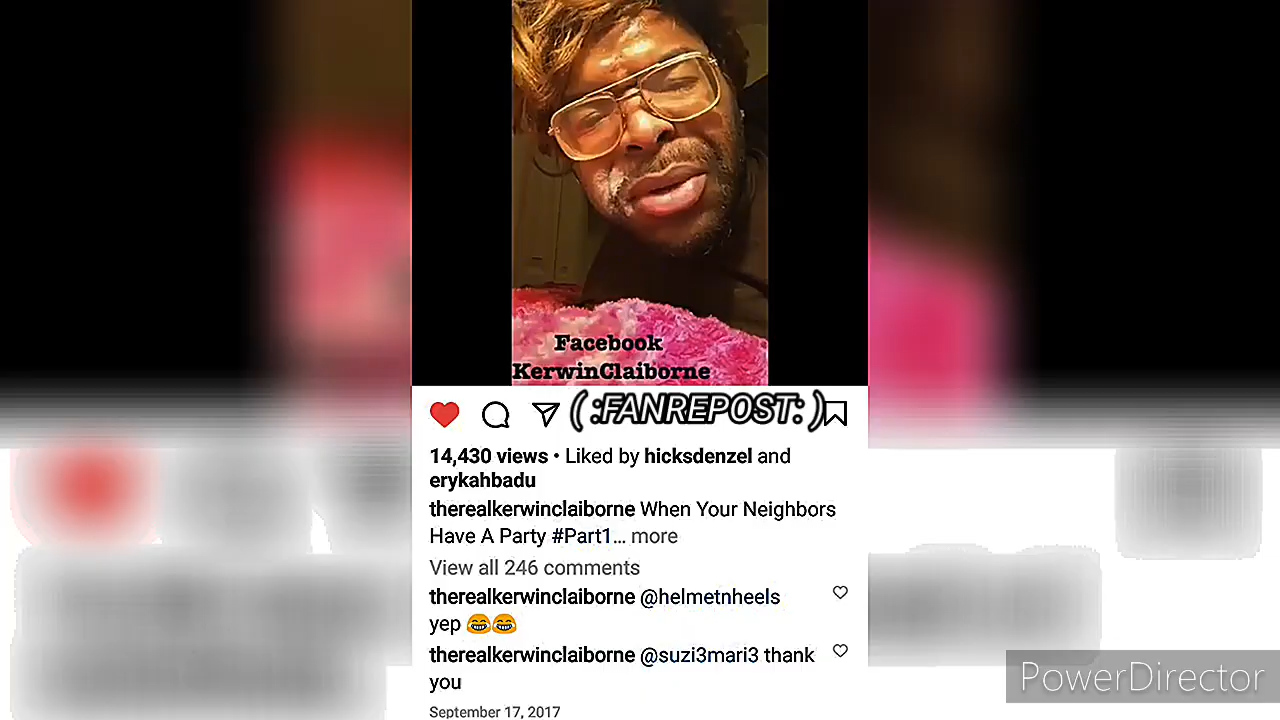 Facebook
KerwinClaiborne
( :FANREPOST: )
14,430 views • Liked by hicksdenzel and
erykahbadu
therealkerwinclaiborne When Your Neighbors
Have A Party #Part1... more
View all 246 comments
therealkerwinclaiborne @helmetnheels
yep 😂😂
therealkerwinclaiborne @suzi3mari3 thank
you
September 17, 2017
PowerDirector